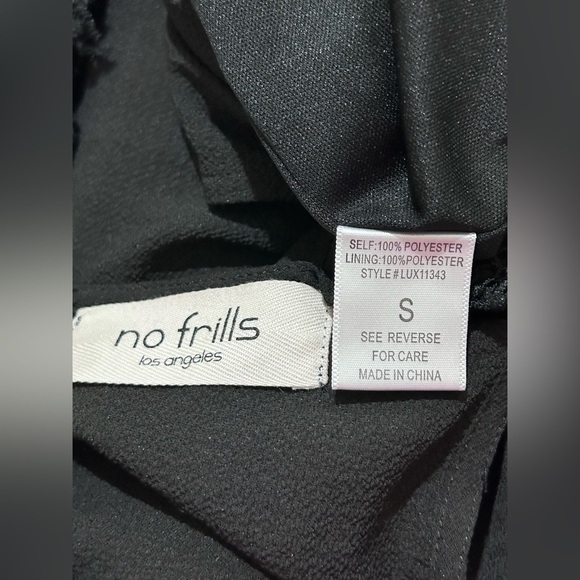 no frills
los angeles
SELF:100% POLYESTER
LINING:100%POLYESTER
STYLE#LUX11343
S
SEE REVERSE
FOR CARE
MADE IN CHINA